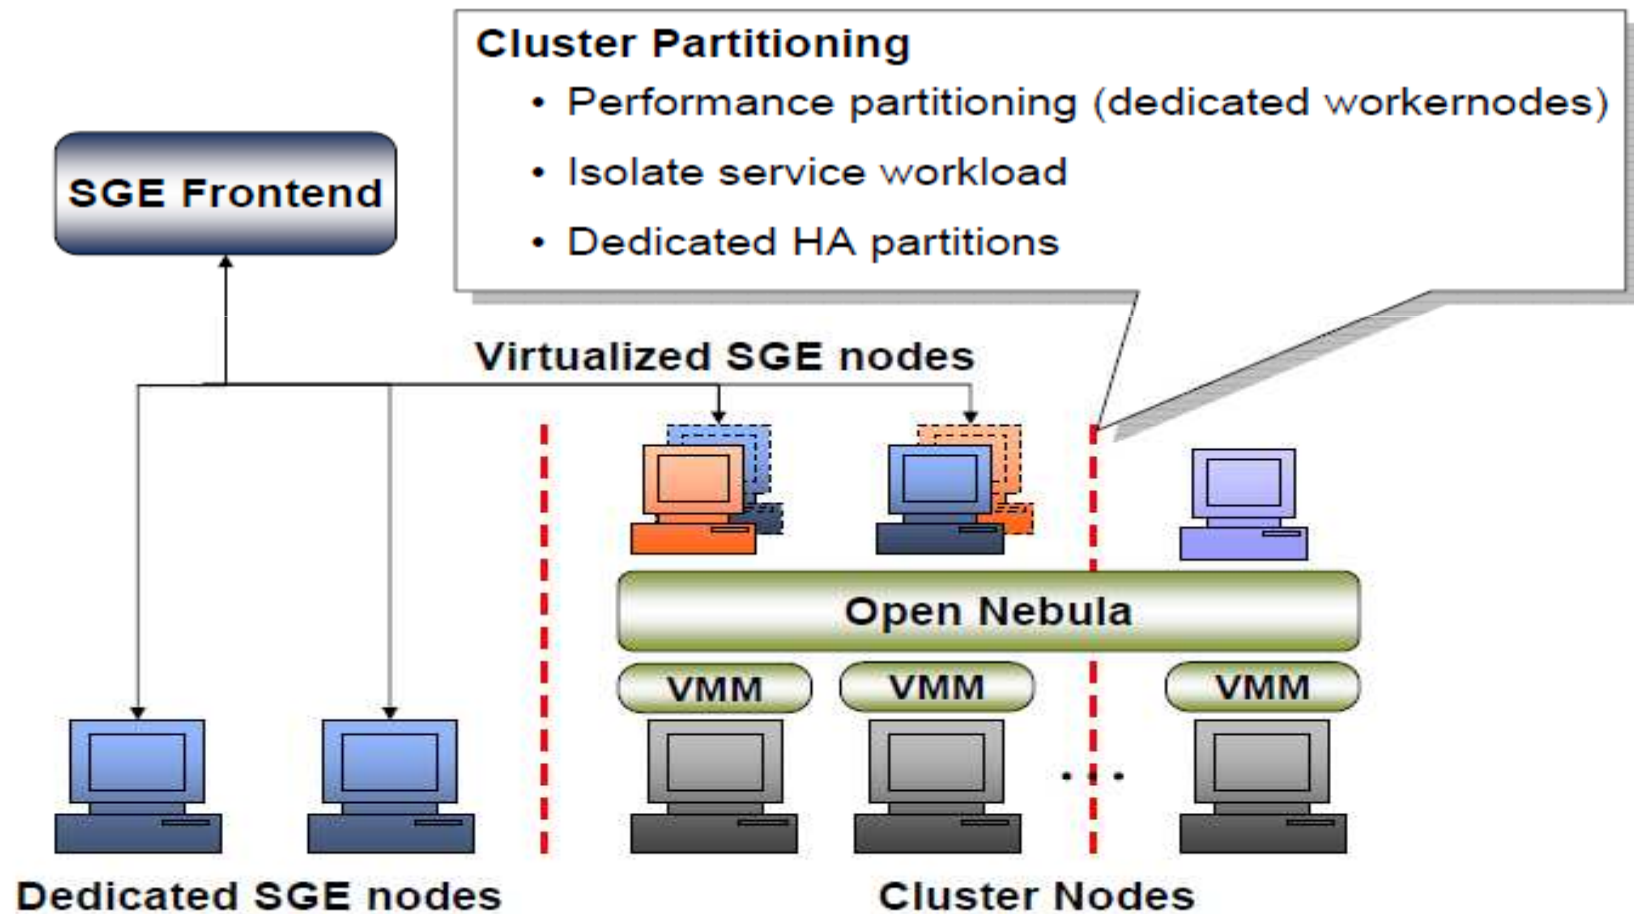 Cluster Partitioning
• Performance partitioning (dedicated workernodes)
• Isolate service workload
• Dedicated HA partitions
SGE Frontend
Virtualized SGE nodes
Open Nebula
VMM VMM VMM
...
Dedicated SGE nodes
Cluster Nodes